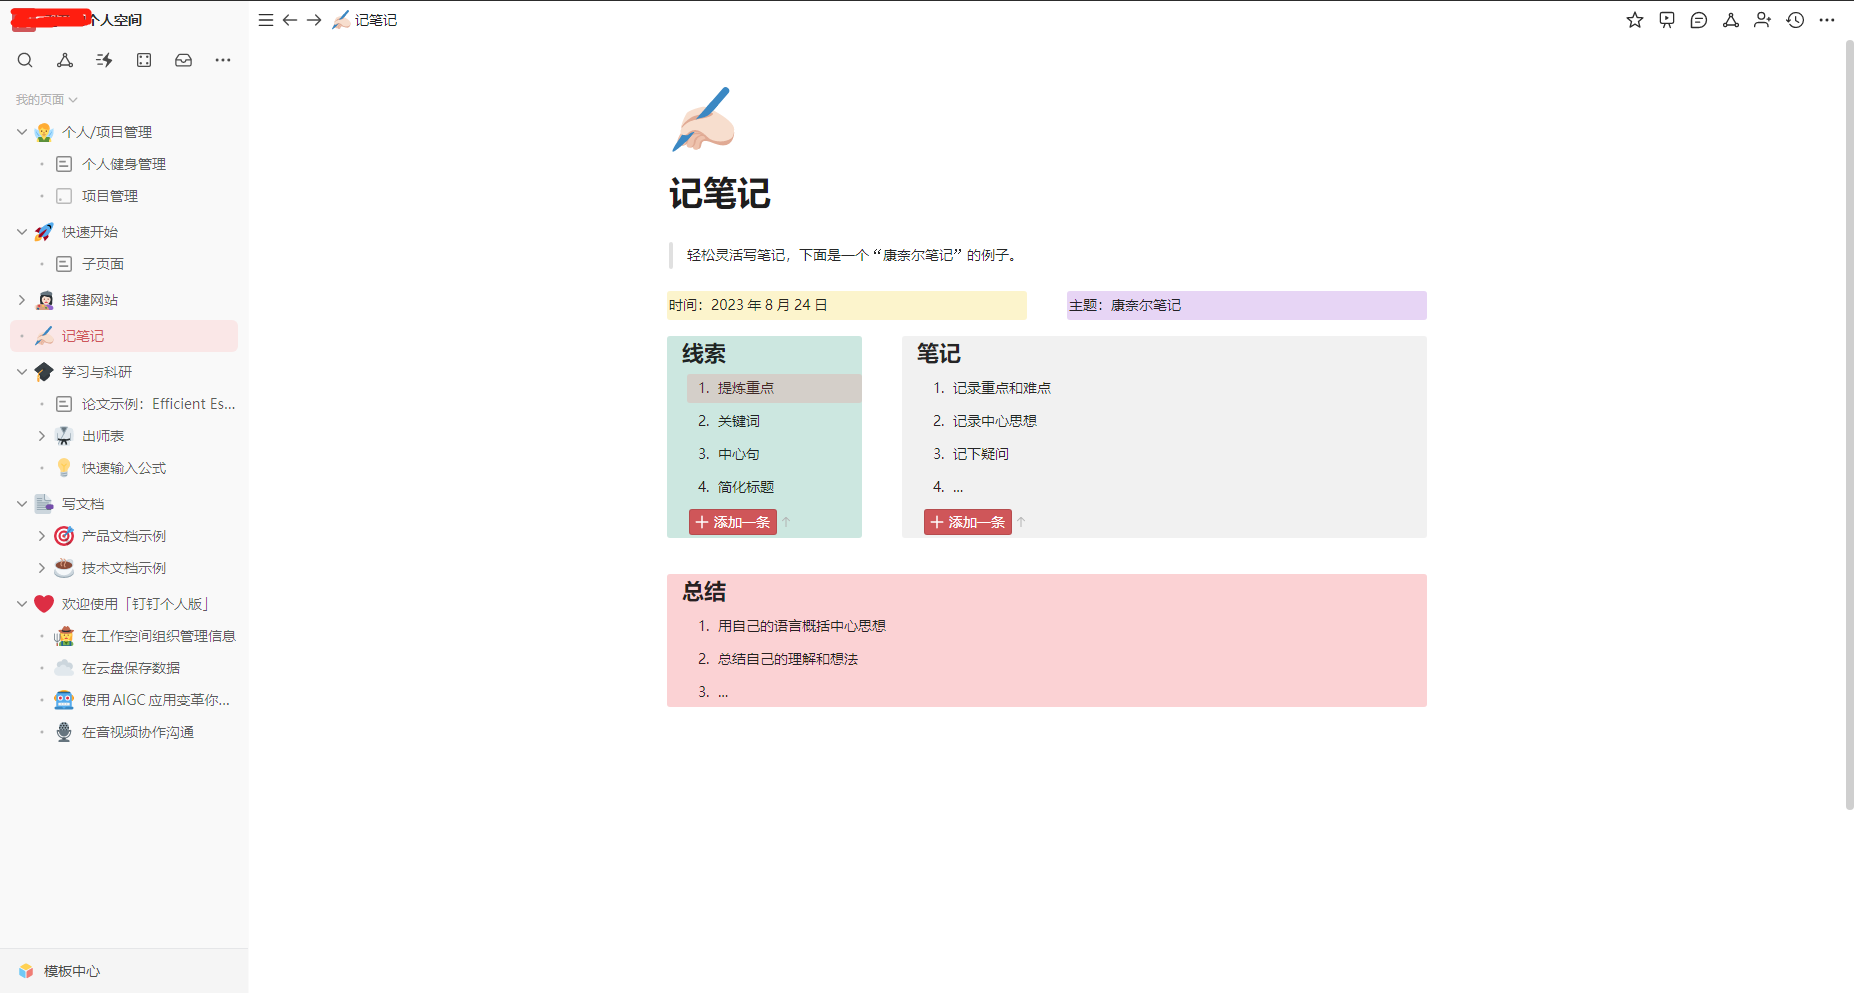 个人空间
记笔记
我的页面
个人/项目管理
个人健身管理
项目管理
快速开始
子页面
搭建网站
记笔记
学习与科研
论文示例：Efficient Es...
出师表
快速输入公式
写文档
产品文档示例
技术文档示例
欢迎使用「钉钉个人版」
在工作空间组织管理信息
在云盘保存数据
使用 AIGC 应用变革你...
在音视频协作沟通
模板中心
记笔记
轻松灵活写笔记，下面是一个“康奈尔笔记”的例子。
时间：2023 年 8 月 24 日
主题：康奈尔笔记
线索
1. 提炼重点
2. 关键词
3. 中心句
4. 简化标题
添加一条
笔记
1. 记录重点和难点
2. 记录中心思想
3. 记下疑问
4. ...
添加一条
总结
1. 用自己的语言概括中心思想
2. 总结自己的理解和想法
3. ...